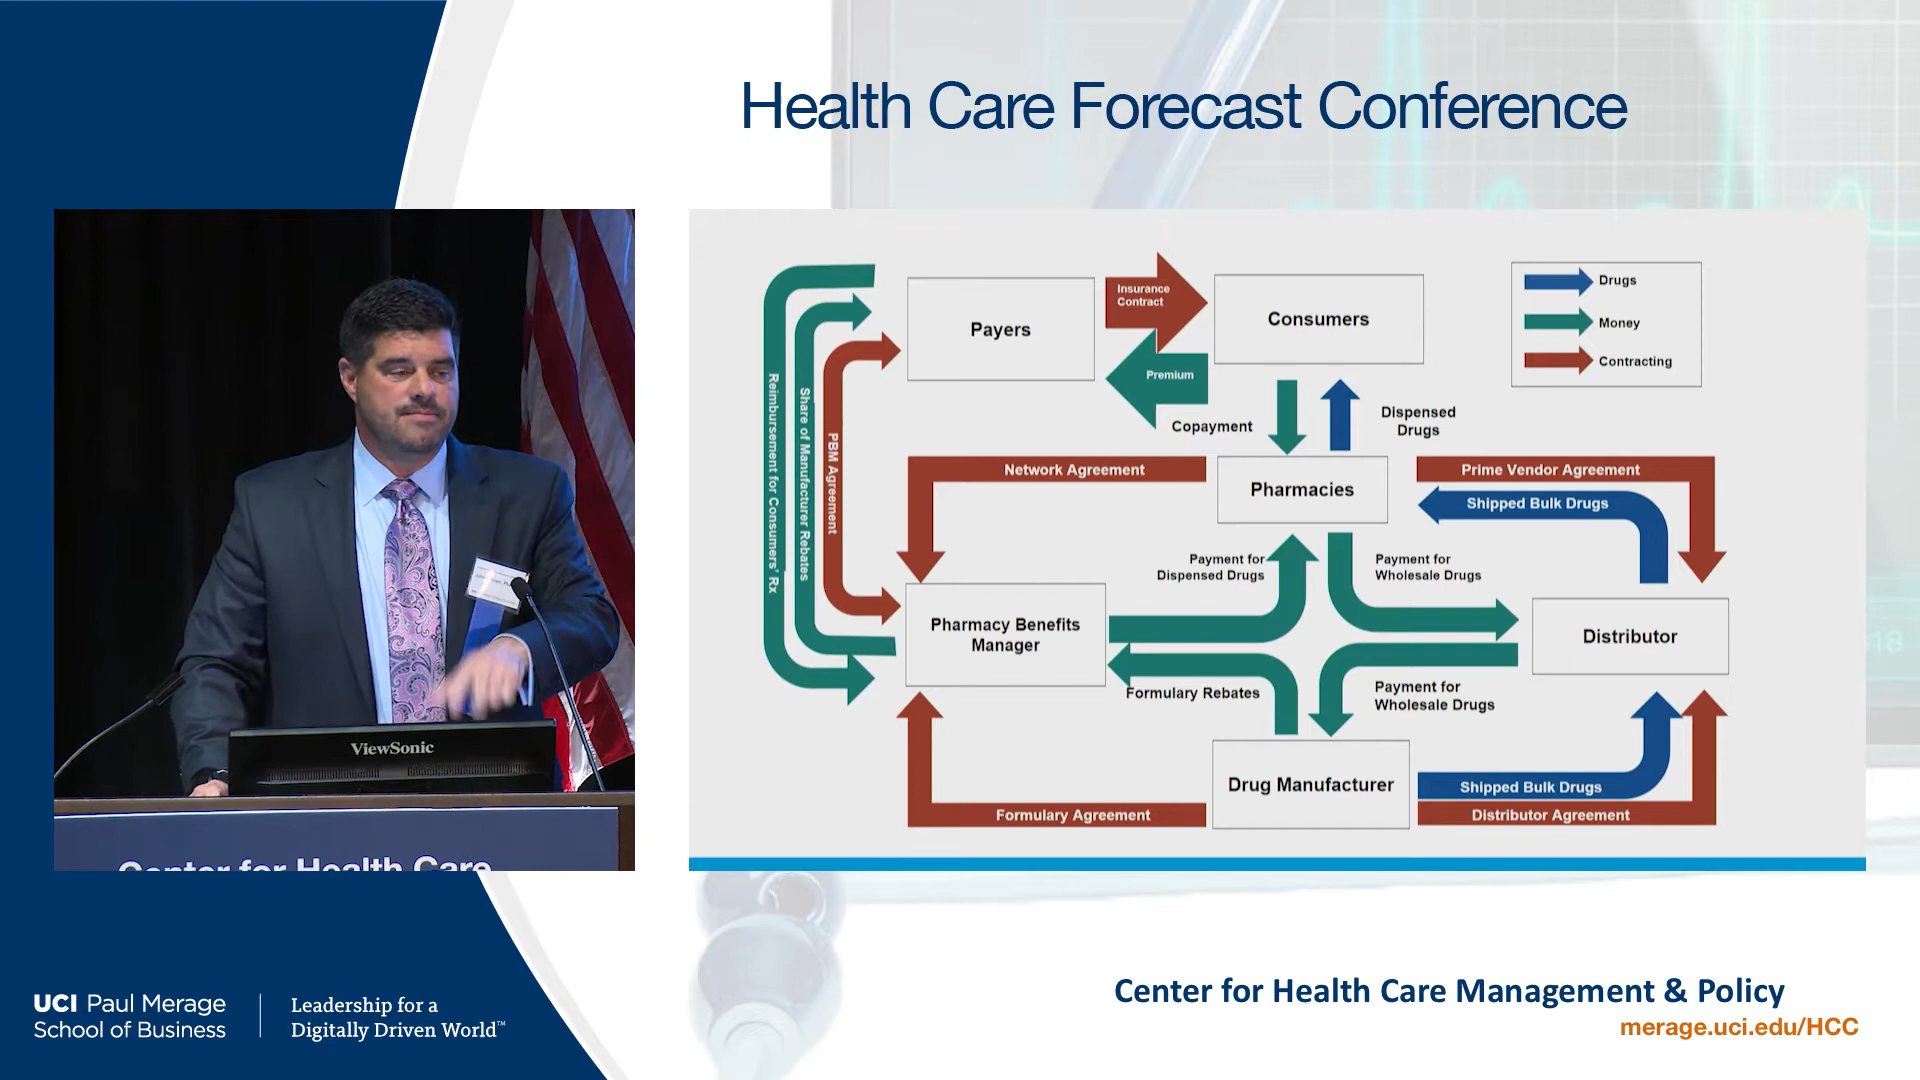 Health Care Forecast Conference
Payers
Insurance
Contract
Consumers
Premium
Drugs
Money
Contracting
Copayment
Dispensed
Drugs
Reimbursement for Consumers' Rx
Share of Manufacturer Rebates
PBM Agreement
Network Agreement
Pharmacies
Prime Vendor Agreement
Shipped Bulk Drugs
Payment for
Dispensed Drugs
Payment for
Wholesale Drugs
Pharmacy Benefits
Manager
Distributor
Formulary Rebates
Payment for
Wholesale Drugs
Drug Manufacturer
Shipped Bulk Drugs
Formulary Agreement
Distributor Agreement
ViewSonic
Center for Health Care
UCI Paul Merage
School of Business
Leadership for a
Digitally Driven World™
Center for Health Care Management & Policy
merage.uci.edu/HCC